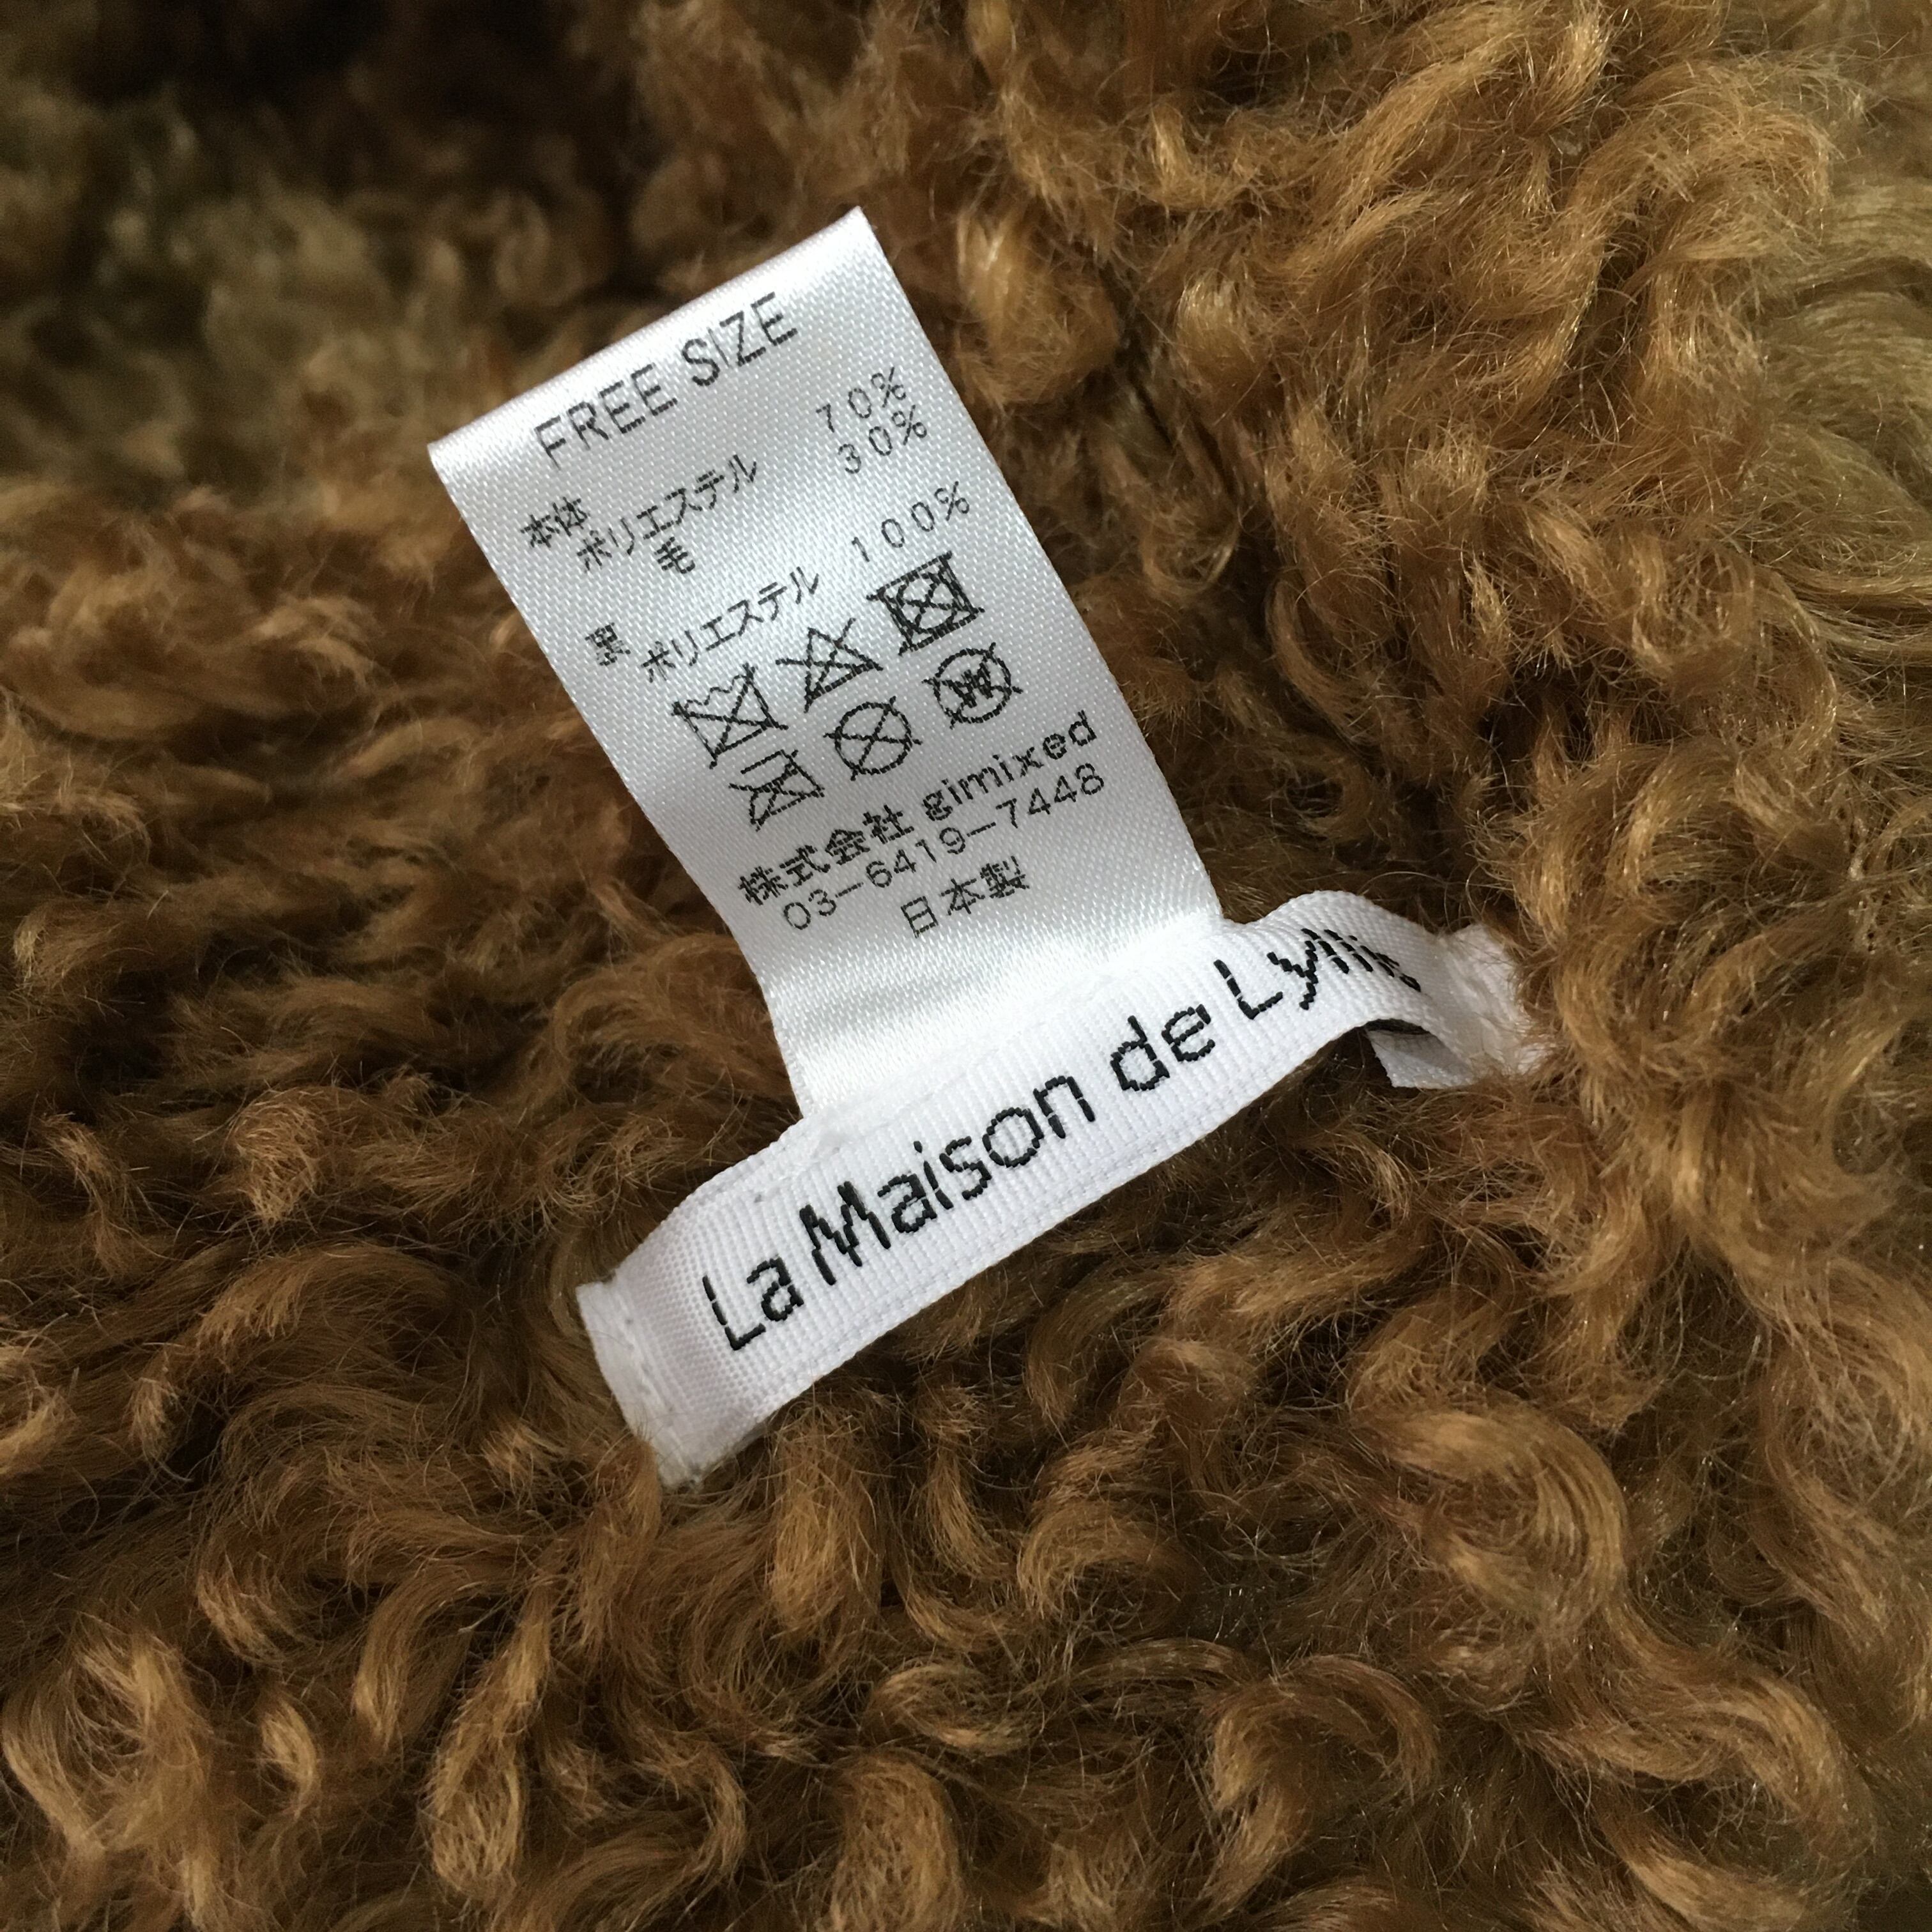 FREE SIZE
本体
ポリエステル 70%
毛 30%
裏
ポリエステル 100%
株式会社 gimixed
03-6419-7448
日本製
La Maison de Lyllis